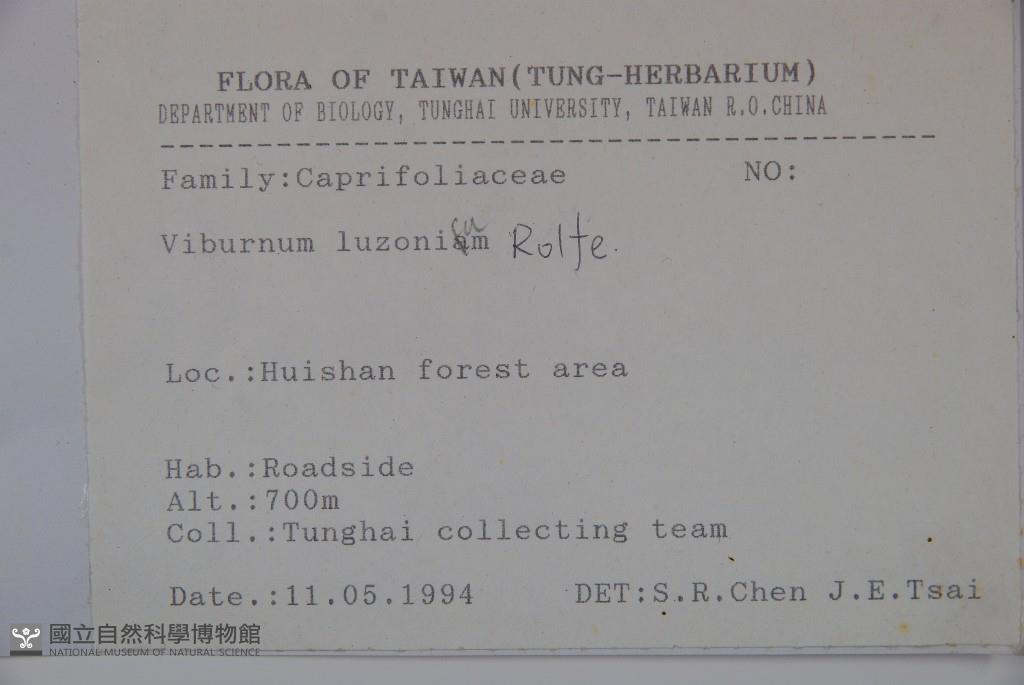 FLORA OF TAIWAN(TUNG-HERBARIUM)
DEPARTMENT OF BIOLOGY, TUNGHAI UNIVERSITY, TAIWAN R.O.CHINA
Family:Caprifoliaceae NO:
Viburnum luzonicum Rolfe.
Loc.:Huishan forest area
Hab.:Roadside
Alt.:700m
Coll.:Tunghai collecting team
Date.:11.05.1994 DET:S.R.Chen J.E.Tsai
國立自然科學博物館
NATIONAL MUSEUM OF NATURAL SCIENCE